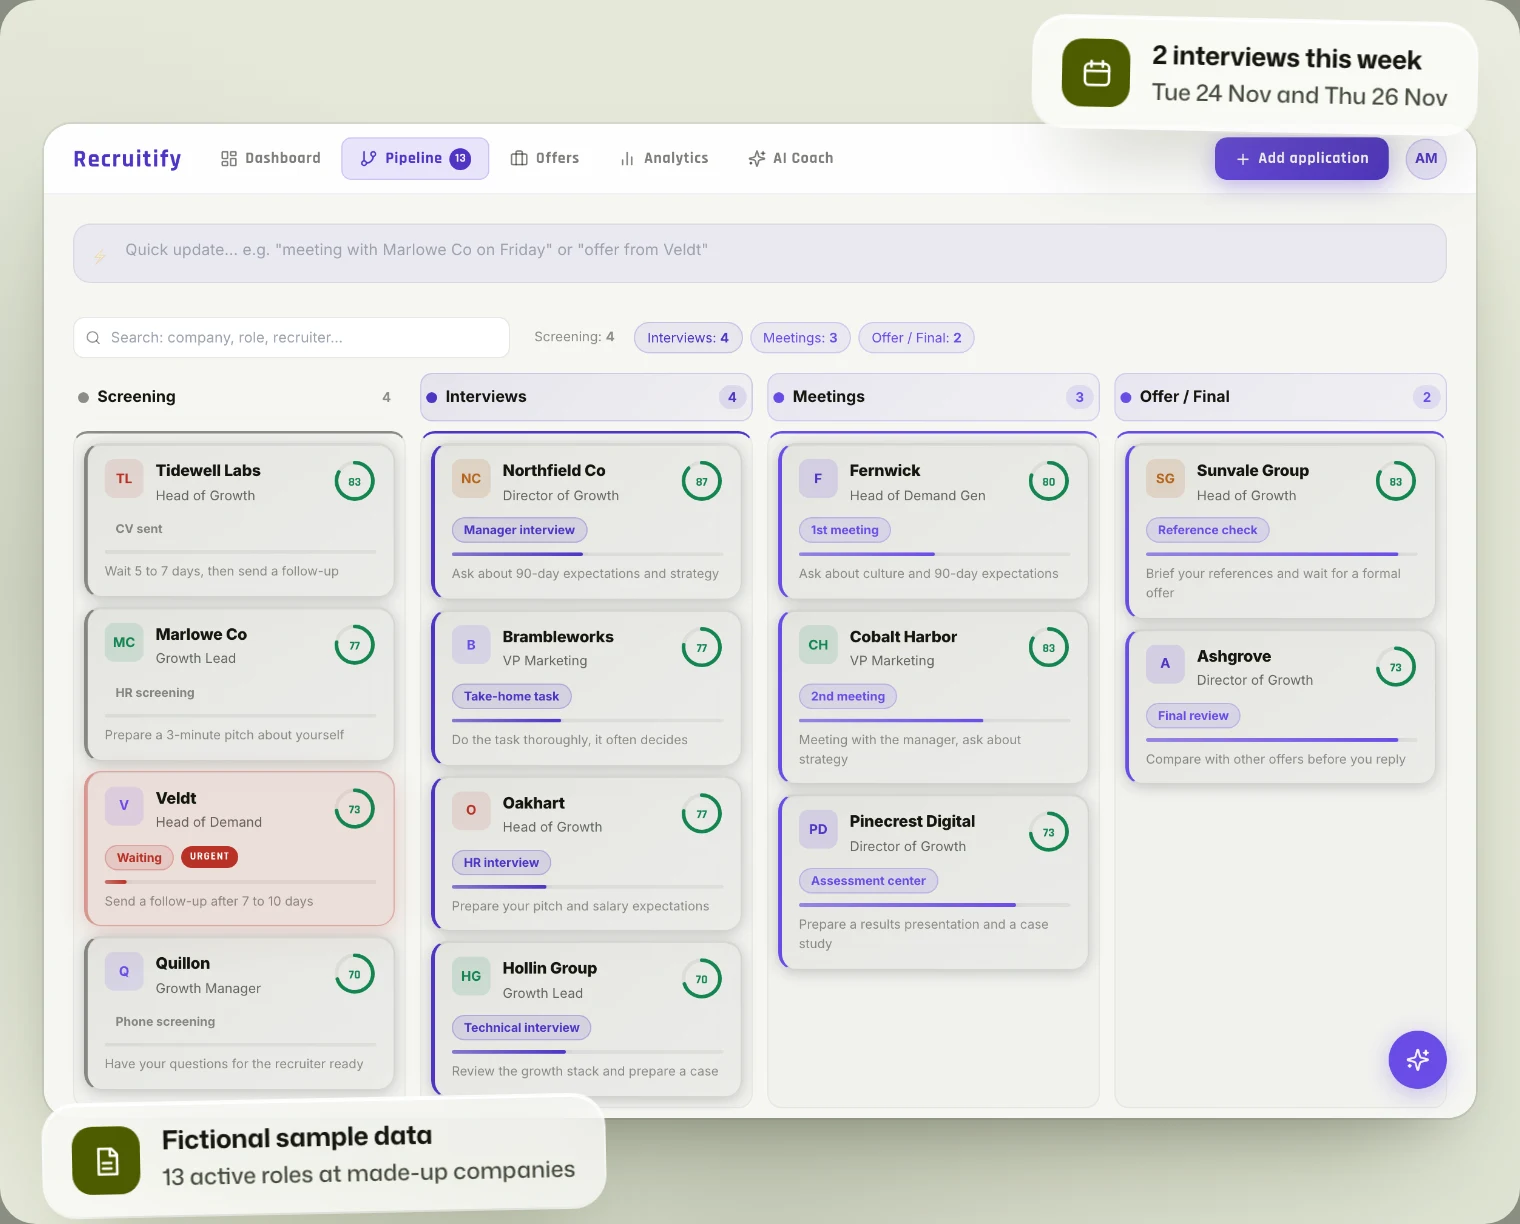 2 interviews this week
Tue 24 Nov and Thu 26 Nov
Recruitify
Dashboard
Pipeline 13
Offers
Analytics
AI Coach
+ Add application
AM
Quick update... e.g. "meeting with Marlowe Co on Friday" or "offer from Veldt"
Search: company, role, recruiter...
Screening: 4
Interviews: 4
Meetings: 3
Offer / Final: 2
Screening 4
TL
Tidewell Labs
Head of Growth
83
CV sent
Wait 5 to 7 days, then send a follow-up
MC
Marlowe Co
Growth Lead
77
HR screening
Prepare a 3-minute pitch about yourself
V
Veldt
Head of Demand
73
Waiting
URGENT
Send a follow-up after 7 to 10 days
Q
Quillon
Growth Manager
70
Phone screening
Have your questions for the recruiter ready
Interviews 4
NC
Northfield Co
Director of Growth
87
Manager interview
Ask about 90-day expectations and strategy
B
Brambleworks
VP Marketing
77
Take-home task
Do the task thoroughly, it often decides
O
Oakhart
Head of Growth
77
HR interview
Prepare your pitch and salary expectations
HG
Hollin Group
Growth Lead
70
Technical interview
Review the growth stack and prepare a case
Meetings 3
F
Fernwick
Head of Demand Gen
80
1st meeting
Ask about culture and 90-day expectations
CH
Cobalt Harbor
VP Marketing
83
2nd meeting
Meeting with the manager, ask about
strategy
PD
Pinecrest Digital
Director of Growth
73
Assessment center
Prepare a results presentation and a case
study
Offer / Final 2
SG
Sunvale Group
Head of Growth
83
Reference check
Brief your references and wait for a formal
offer
A
Ashgrove
Director of Growth
73
Final review
Compare with other offers before you reply
Fictional sample data
13 active roles at made-up companies